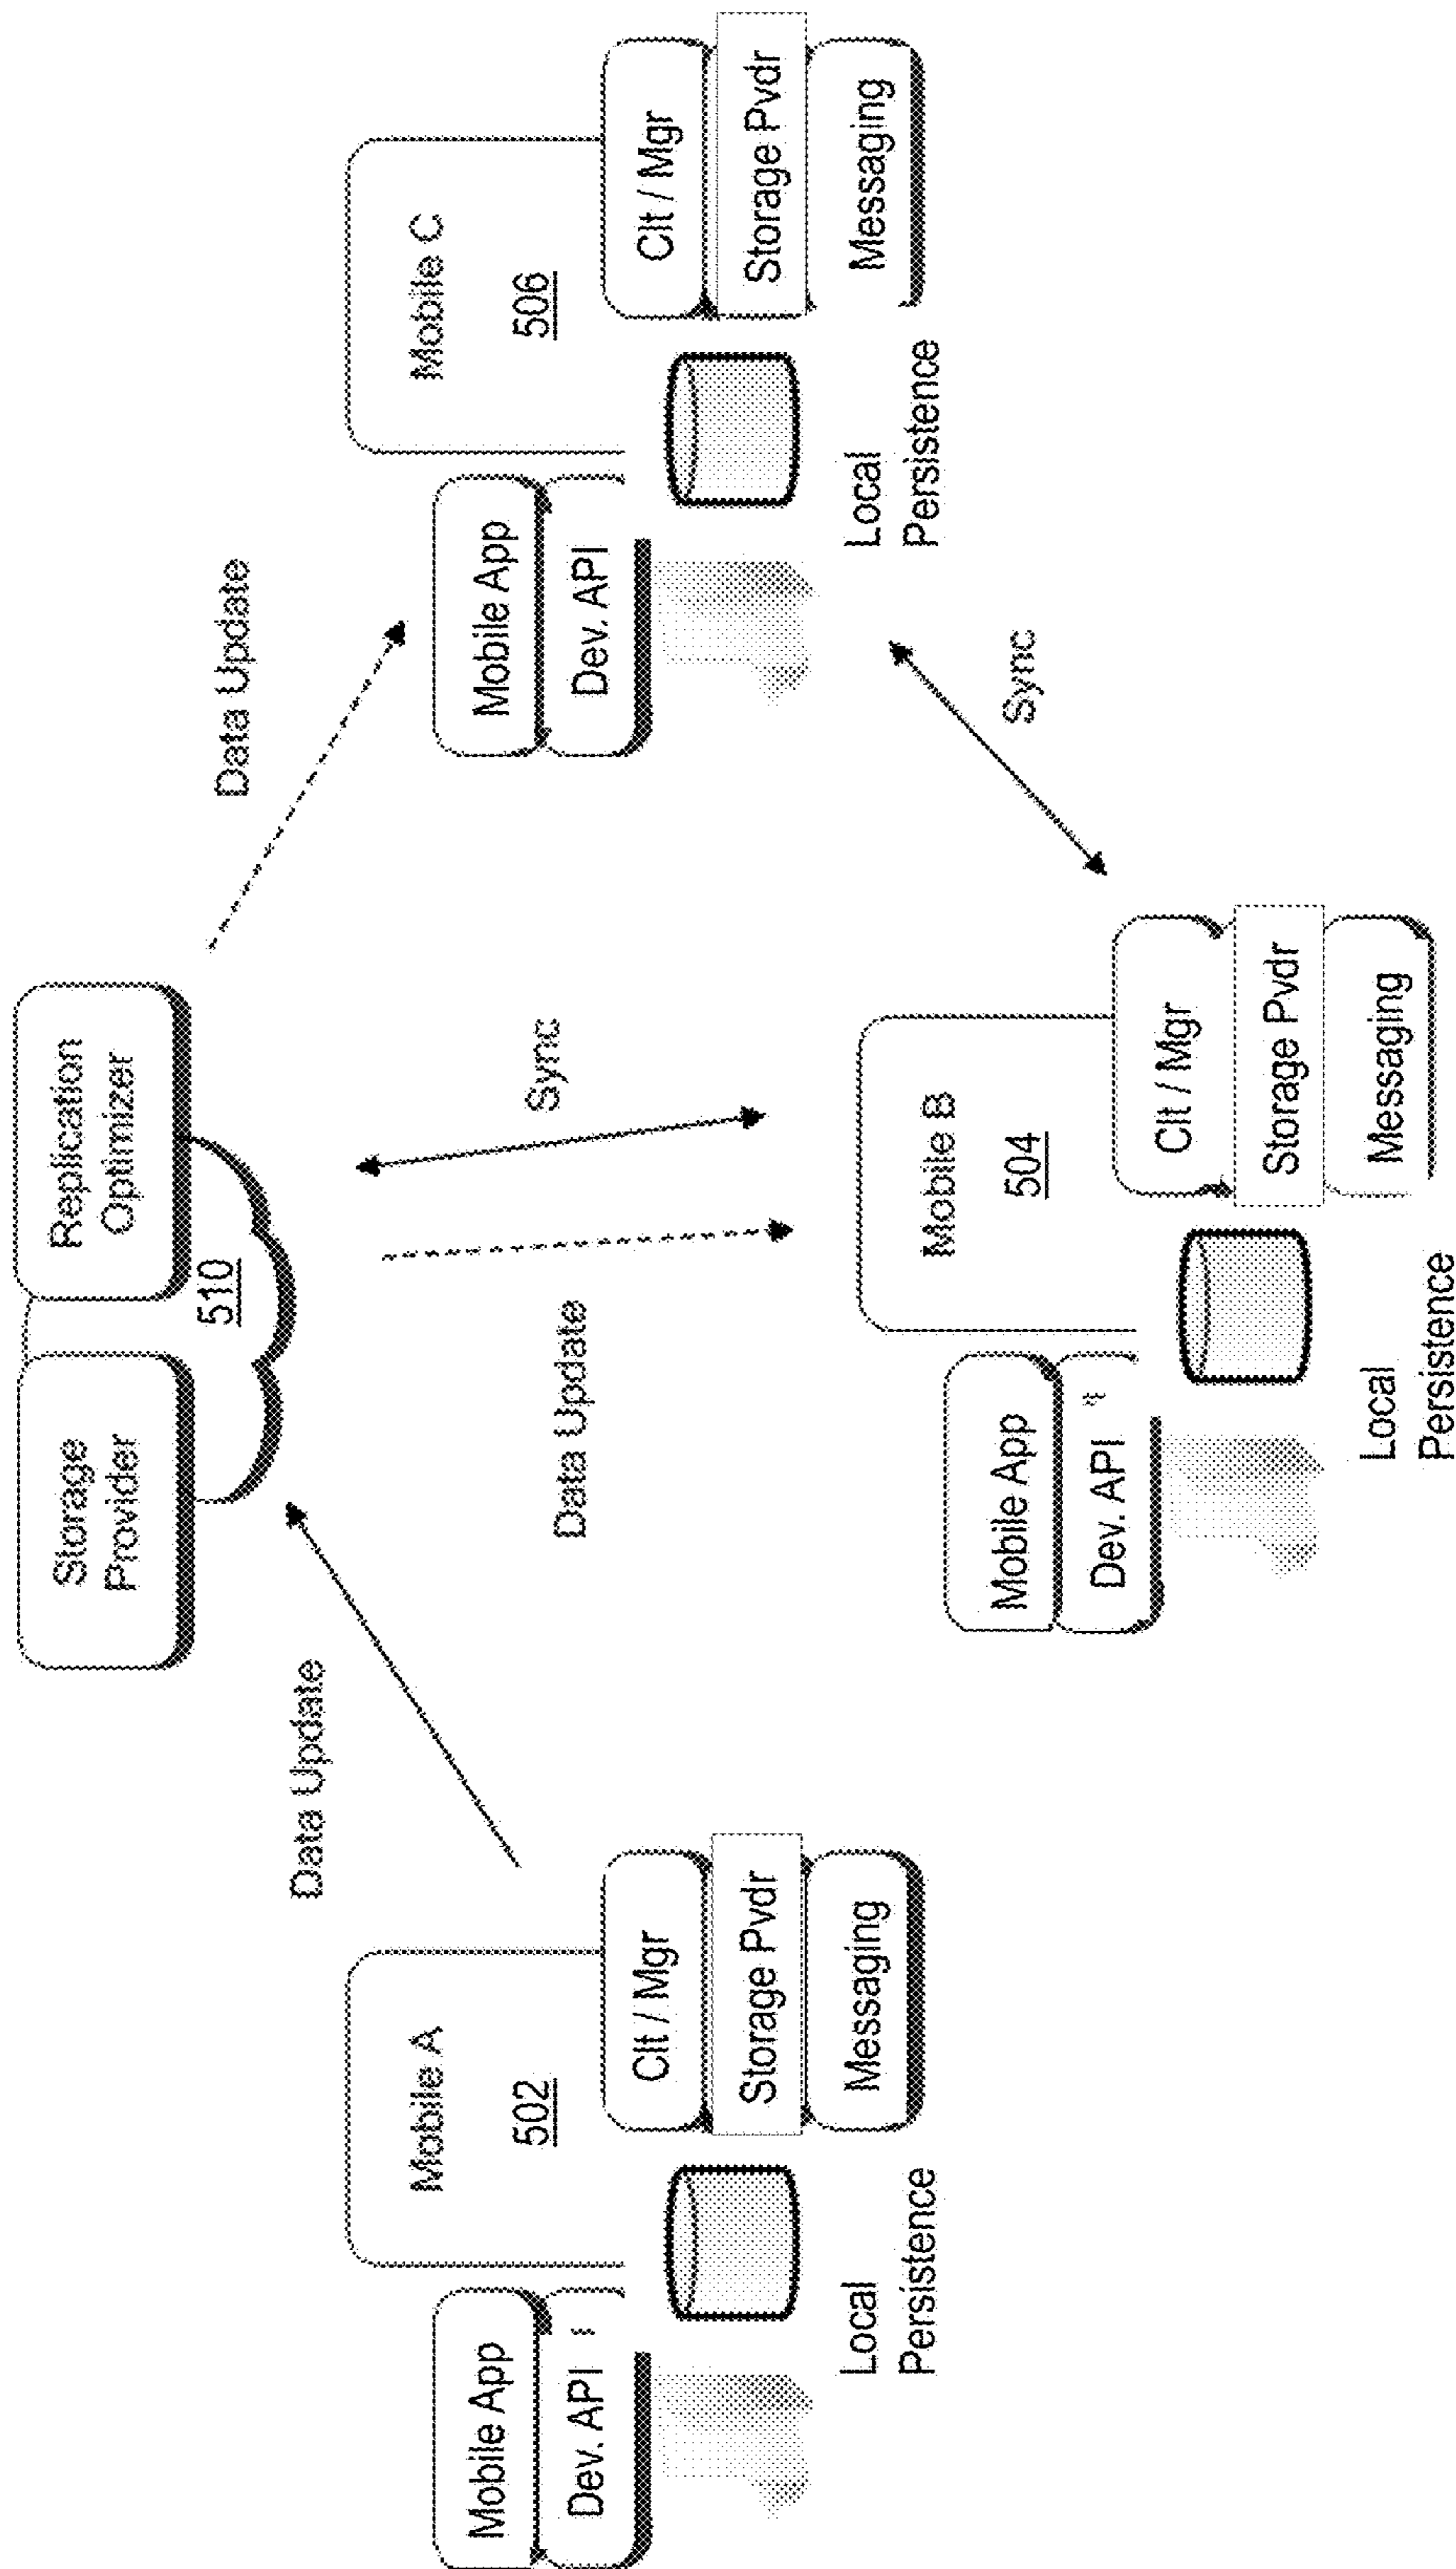 Storage
Provider
Replication
Optimizer
510
Data Update
Data Update
Sync
Data Update
Sync
Mobile A
502
Mobile App
Dev. API
Clt / Mgr
Storage Pvdr
Messaging
Local
Persistence
Mobile B
504
Mobile App
Dev. API
Clt / Mgr
Storage Pvdr
Messaging
Local
Persistence
Mobile C
506
Mobile App
Dev. API
Clt / Mgr
Storage Pvdr
Messaging
Local
Persistence